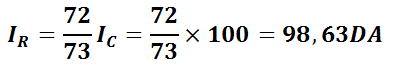 I_R = 72/73 I_C = 72/73 × 100 = 98,63DA